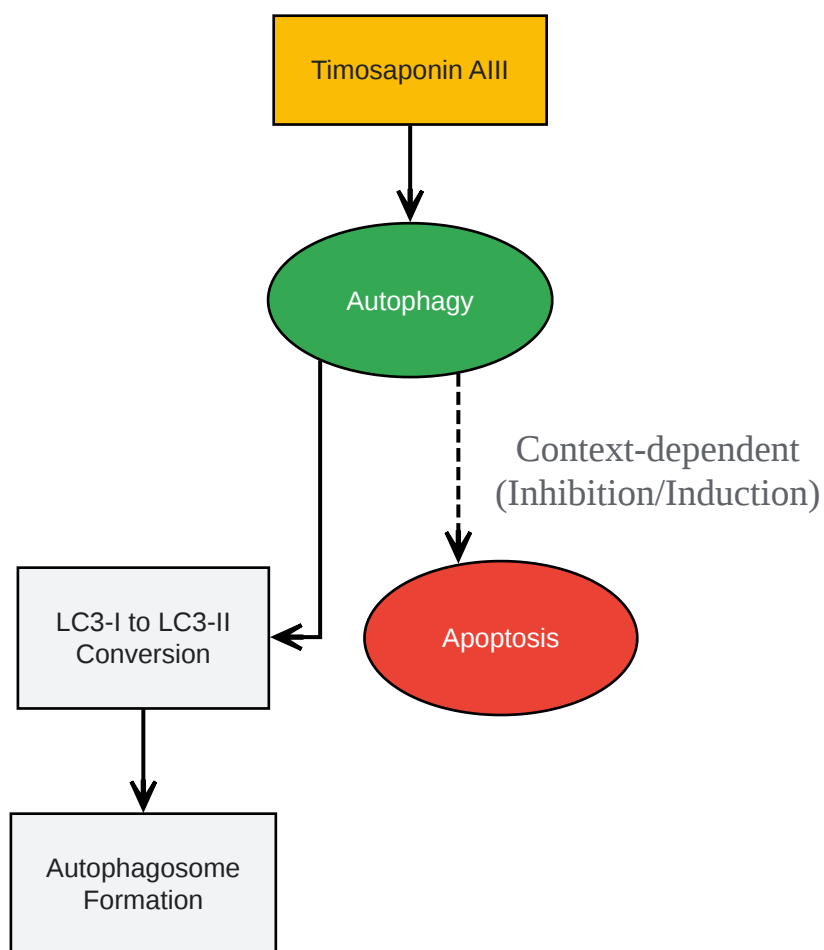 Timosaponin AIII
Autophagy
Context-dependent
(Inhibition/Induction)
LC3-I to LC3-II
Conversion
Apoptosis
Autophagosome
Formation